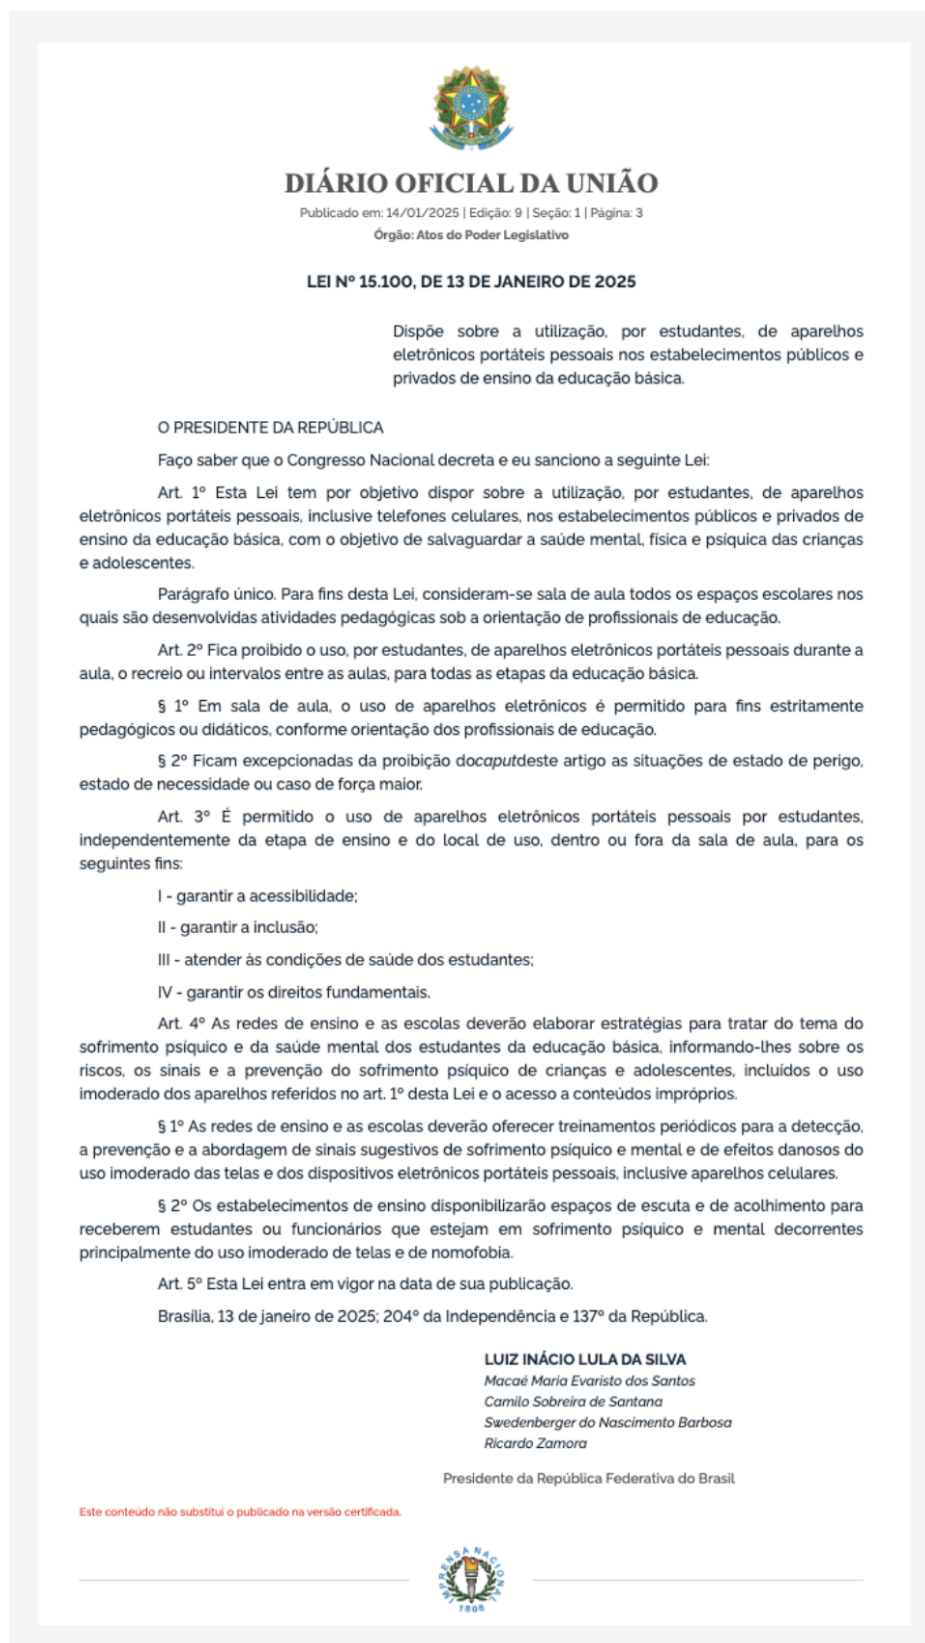 DIÁRIO OFICIAL DA UNIÃO
Publicado em: 14/01/2025 | Edição: 9 | Seção: 1 | Página: 3
Órgão: Atos do Poder Legislativo
LEI Nº 15.100, DE 13 DE JANEIRO DE 2025
Dispõe sobre a utilização, por estudantes, de aparelhos
eletrônicos portáteis pessoais nos estabelecimentos públicos e
privados de ensino da educação básica.
O PRESIDENTE DA REPÚBLICA
Faço saber que o Congresso Nacional decreta e eu sanciono a seguinte Lei:
Art. 1º Esta Lei tem por objetivo dispor sobre a utilização, por estudantes, de aparelhos
eletrônicos portáteis pessoais, inclusive telefones celulares, nos estabelecimentos públicos e privados de
ensino da educação básica, com o objetivo de salvaguardar a saúde mental, física e psíquica das crianças
e adolescentes.
Parágrafo único. Para fins desta Lei, consideram-se sala de aula todos os espaços escolares nos
quais são desenvolvidas atividades pedagógicas sob a orientação de profissionais de educação.
Art. 2º Fica proibido o uso, por estudantes, de aparelhos eletrônicos portáteis pessoais durante a
aula, o recreio ou intervalos entre as aulas, para todas as etapas da educação básica.
§ 1º Em sala de aula, o uso de aparelhos eletrônicos é permitido para fins estritamente
pedagógicos ou didáticos, conforme orientação dos profissionais de educação.
§ 2º Ficam excepcionadas da proibição docaputdeste artigo as situações de estado de perigo,
estado de necessidade ou caso de força maior.
Art. 3º É permitido o uso de aparelhos eletrônicos portáteis pessoais por estudantes,
independentemente da etapa de ensino e do local de uso, dentro ou fora da sala de aula, para os
seguintes fins:
I - garantir a acessibilidade;
II - garantir a inclusão;
III - atender às condições de saúde dos estudantes;
IV - garantir os direitos fundamentais.
Art. 4º As redes de ensino e as escolas deverão elaborar estratégias para tratar do tema do
sofrimento psíquico e da saúde mental dos estudantes da educação básica, informando-lhes sobre os
riscos, os sinais e a prevenção do sofrimento psíquico de crianças e adolescentes, incluídos o uso
imoderado dos aparelhos referidos no art. 1º desta Lei e o acesso a conteúdos impróprios.
§ 1º As redes de ensino e as escolas deverão oferecer treinamentos periódicos para a detecção,
a prevenção e a abordagem de sinais sugestivos de sofrimento psíquico e mental e de efeitos danosos do
uso imoderado das telas e dos dispositivos eletrônicos portáteis pessoais, inclusive aparelhos celulares.
§ 2º Os estabelecimentos de ensino disponibilizarão espaços de escuta e de acolhimento para
receberem estudantes ou funcionários que estejam em sofrimento psíquico e mental decorrentes
principalmente do uso imoderado de telas e de nomofobia.
Art. 5º Esta Lei entra em vigor na data de sua publicação.
Brasília, 13 de janeiro de 2025; 204º da Independência e 137º da República.
LUIZ INÁCIO LULA DA SILVA
Macaé Maria Evaristo dos Santos
Camilo Sobreira de Santana
Swedenberger do Nascimento Barbosa
Ricardo Zamora
Presidente da República Federativa do Brasil
Este conteúdo não substitui o publicado na versão certificada.
IMPRENSA NACIONAL
1808